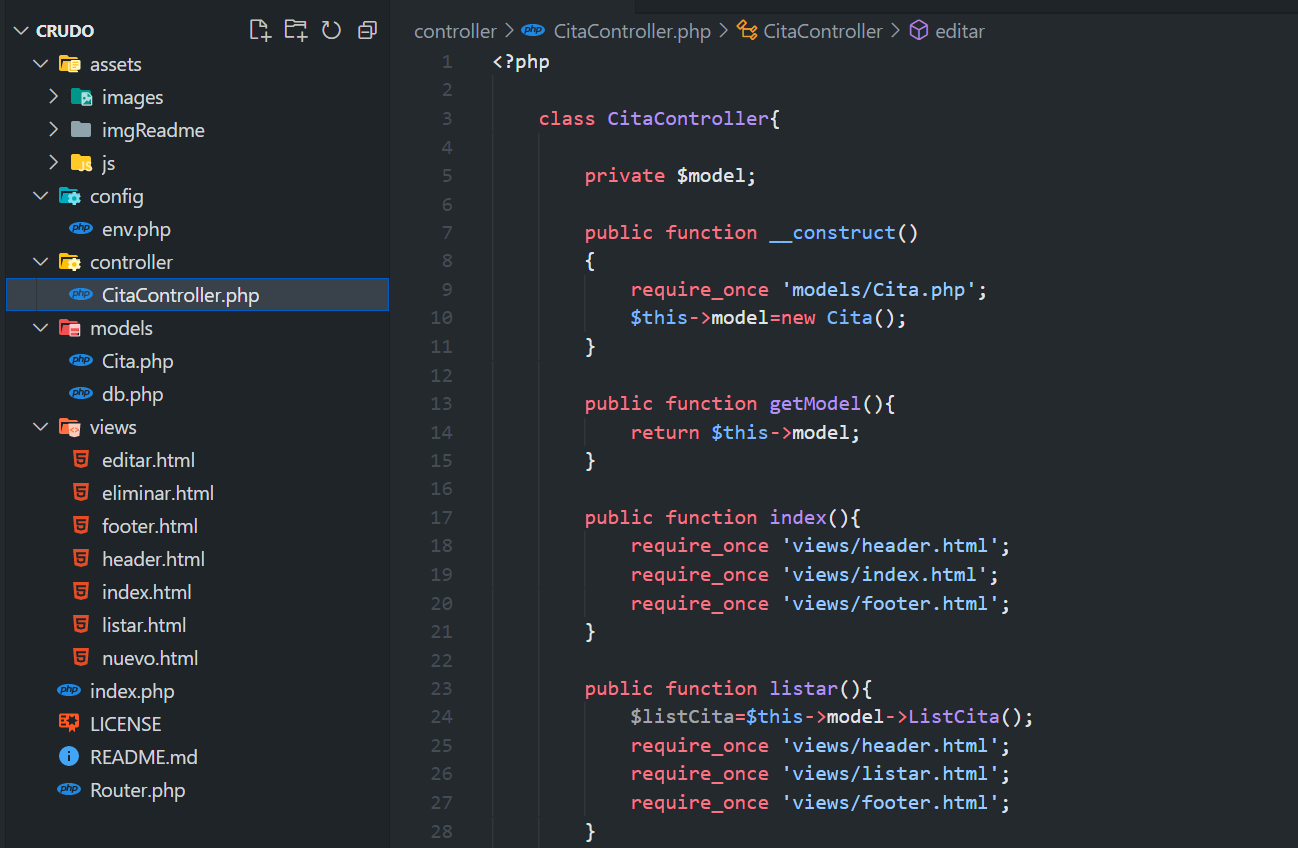 CRUDO
assets
images
imgReadme
js
config
env.php
controller
CitaController.php
models
Cita.php
db.php
views
editar.html
eliminar.html
footer.html
header.html
index.html
listar.html
nuevo.html
index.php
LICENSE
README.md
Router.php
controller > php CitaController.php > CitaController > editar
1 <?php
2
3 class CitaController{
4
5 private $model;
6
7 public function __construct()
8 {
9 require_once 'models/Cita.php';
10 $this->model=new Cita();
11 }
12
13 public function getModel(){
14 return $this->model;
15 }
16
17 public function index(){
18 require_once 'views/header.html';
19 require_once 'views/index.html';
20 require_once 'views/footer.html';
21 }
22
23 public function listar(){
24 $listCita=$this->model->ListCita();
25 require_once 'views/header.html';
26 require_once 'views/listar.html';
27 require_once 'views/footer.html';
28 }